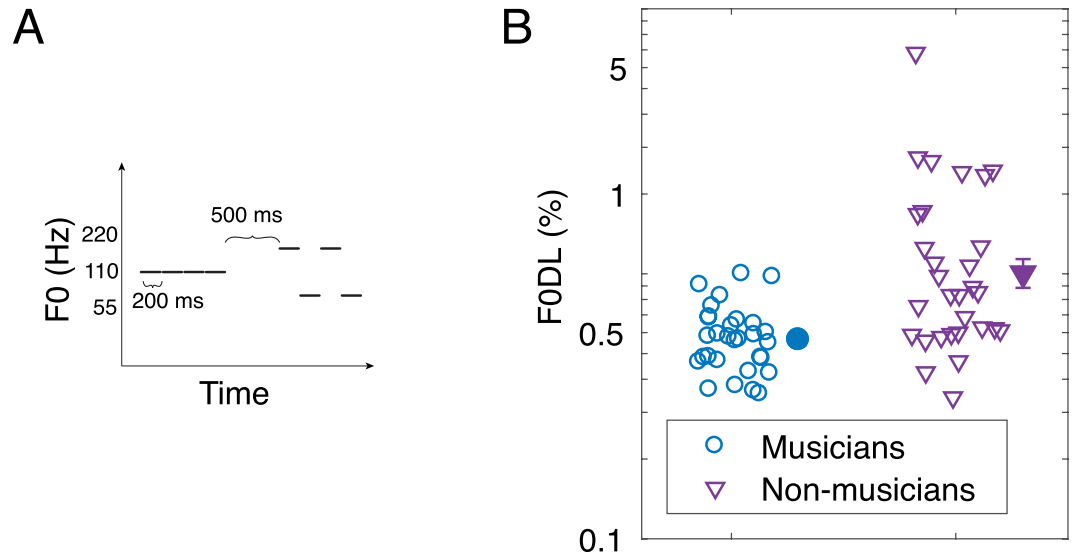 A
F0 (Hz)
220
110
55
500 ms
200 ms
Time
B
F0DL (%)
5
1
0.5
0.1
Musicians
Non-musicians